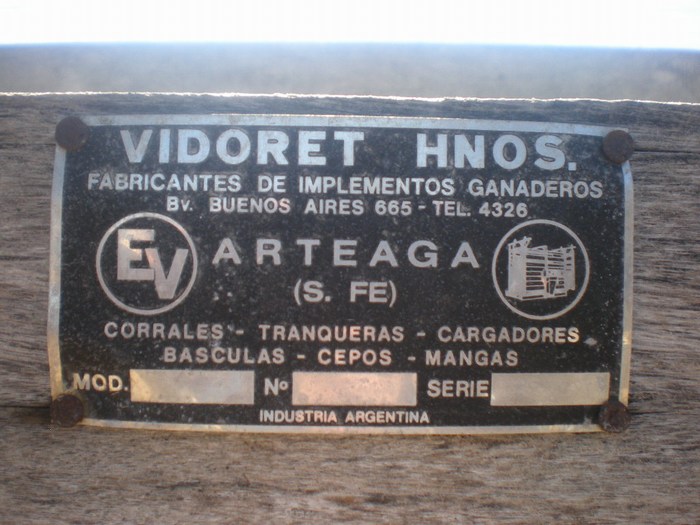 VIDORET HNOS.
FABRICANTES DE IMPLEMENTOS GANADEROS
Bv. BUENOS AIRES 665 - TEL. 4326
EV
ARTEAGA
(S. FE)
CORRALES - TRANQUERAS - CARGADORES
BASCULAS - CEPOS - MANGAS
MOD. Nº SERIE
INDUSTRIA ARGENTINA